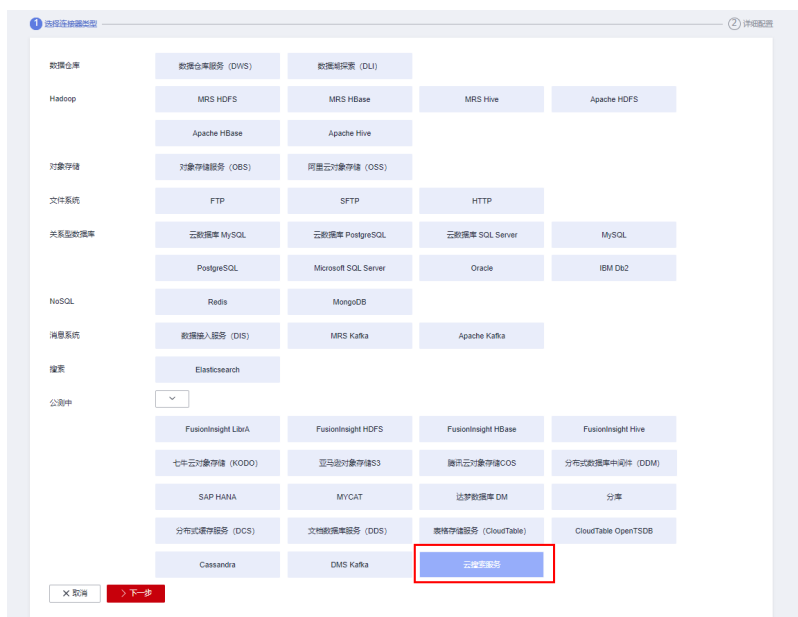 1 选择连接器类型 2 详细配置
数据仓库 数据仓库服务（DWS） 数据湖探索（DLI）
Hadoop MRS HDFS MRS HBase MRS Hive Apache HDFS
Apache HBase Apache Hive
对象存储 对象存储服务（OBS） 阿里云对象存储（OSS）
文件系统 FTP SFTP HTTP
关系型数据库 云数据库 MySQL 云数据库 PostgreSQL 云数据库 SQL Server MySQL
PostgreSQL Microsoft SQL Server Oracle IBM Db2
NoSQL Redis MongoDB
消息系统 数据接入服务（DIS） MRS Kafka Apache Kafka
搜索 Elasticsearch
公测中
FusionInsight LibrA FusionInsight HDFS FusionInsight HBase FusionInsight Hive
七牛云对象存储（KODO） 亚马逊对象存储S3 腾讯云对象存储COS 分布式数据库中间件（DDM）
SAP HANA MYCAT 达梦数据库 DM 分库
分布式缓存服务（DCS） 文档数据库服务（DDS） 表格存储服务（CloudTable） CloudTable OpenTSDB
Cassandra DMS Kafka 云搜索服务
取消 下一步